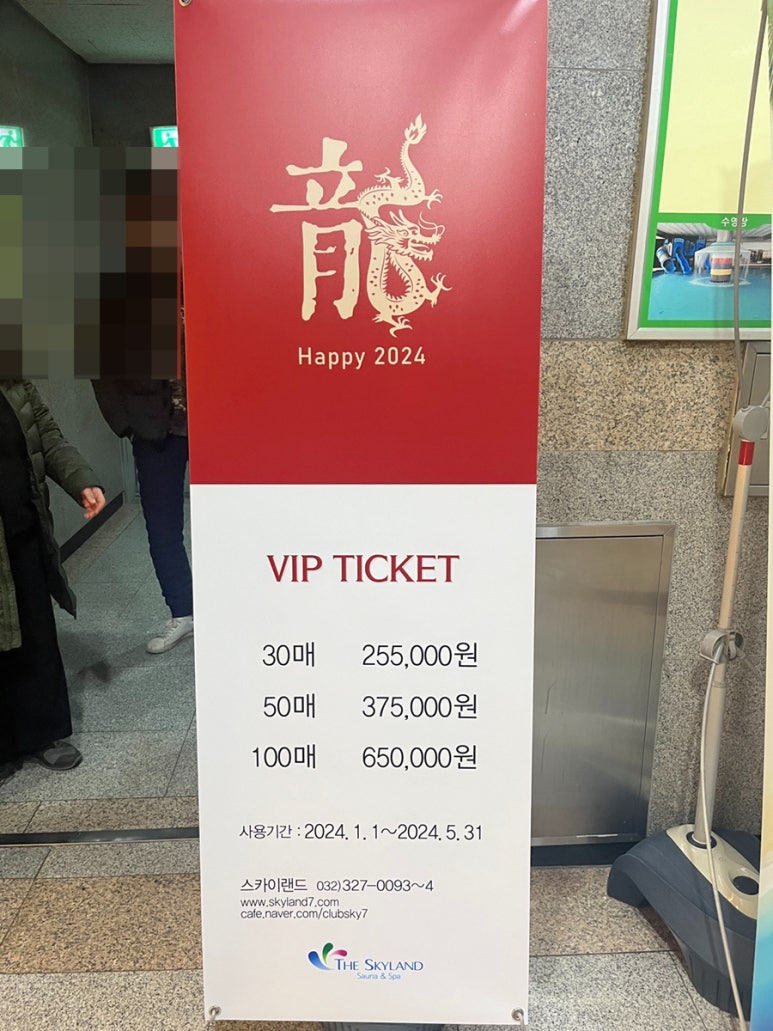 龍
Happy 2024
수영장
VIP TICKET
30매 255,000원
50매 375,000원
100매 650,000원
사용기간 : 2024. 1. 1~2024. 5. 31
스카이랜드 032)327-0093~4
www.skyland7.com
cafe.naver.com/clubsky7
THE SKYLAND
Sauna & Spa